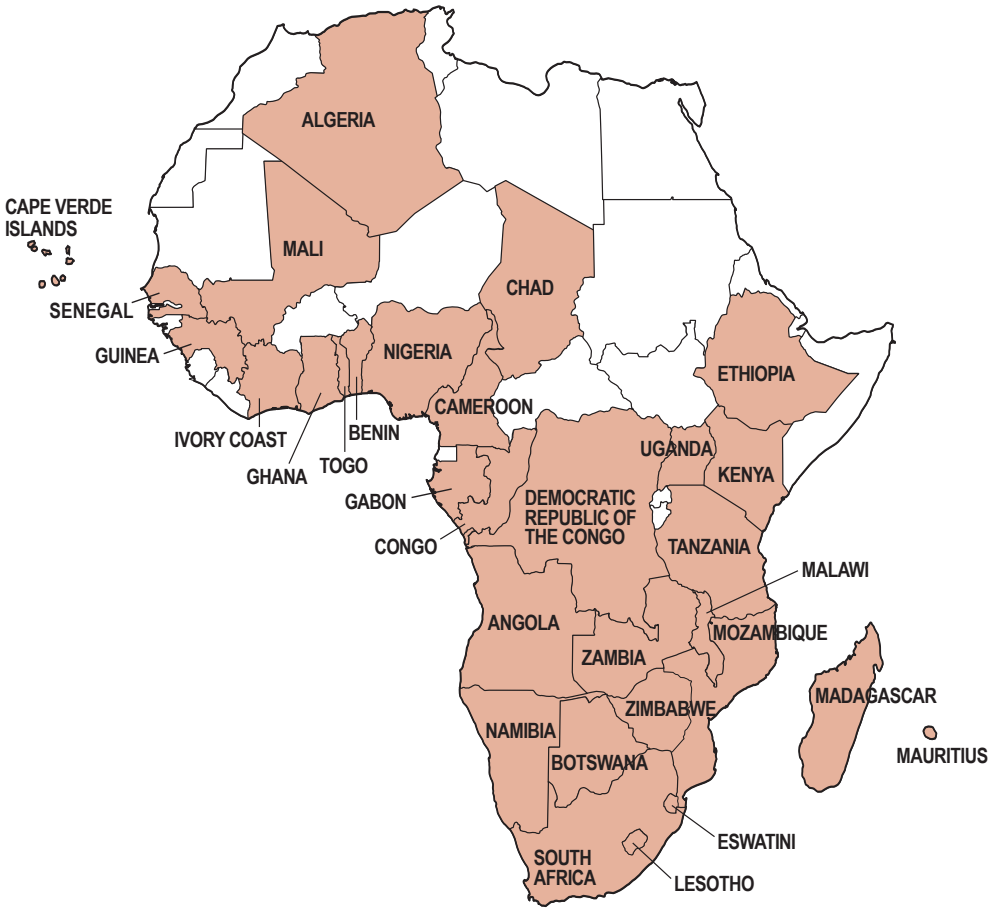 ALGERIA
CAPE VERDE
ISLANDS
MALI
CHAD
SENEGAL
GUINEA
NIGERIA
ETHIOPIA
CAMEROON
IVORY COAST
BENIN
UGANDA
TOGO
GHANA
KENYA
GABON
DEMOCRATIC
REPUBLIC OF
THE CONGO
CONGO
TANZANIA
MALAWI
ANGOLA
MOZAMBIQUE
ZAMBIA
MADAGASCAR
ZIMBABWE
NAMIBIA
MAURITIUS
BOTSWANA
ESWATINI
SOUTH
AFRICA
LESOTHO